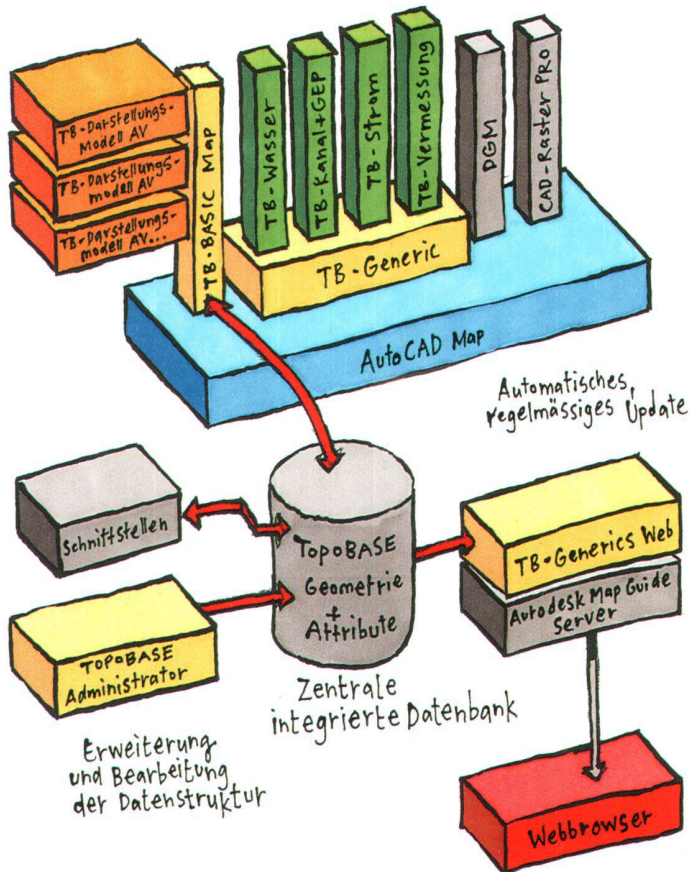 TB-Darstellungs-
Modell AV
TB-Darstellungs-
modell AV
TB-Darstellungs-
modell AV...
TB-BASIC Map
TB-Wasser
TB-Kanal+GEP
TB-Strom
TB-Vermessung
DGM
CAD-Raster PRO
TB-Generic
AutoCAD Map
Automatisches,
regelmässiges Update
Schnittstellen
TopoBASE
Geometrie
+
Attribute
TB-Generics Web
Autodesk Map Guide
Server
TOPOBASE
Administrator
Zentrale
integrierte Datenbank
Erweiterung
und Bearbeitung
der Datenstruktur
Webbrowser